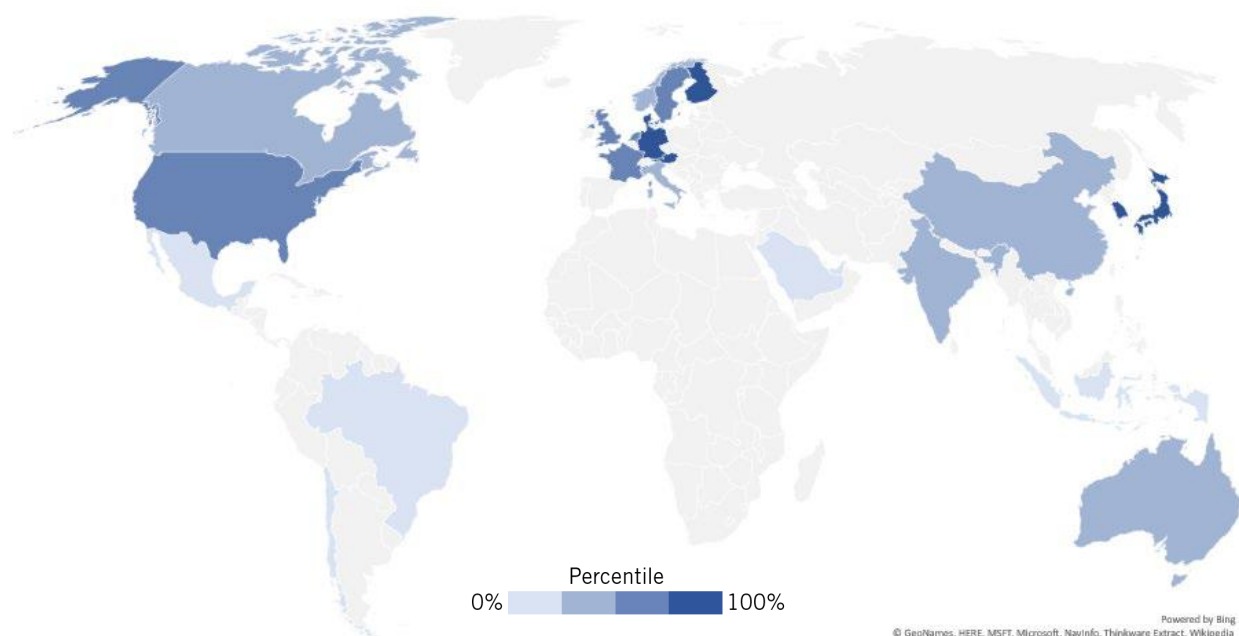 Percentile
0% 100%
Powered by Bing
© GeoNames, HERE, MSFT, Microsoft, NavInfo, Thinkware Extract, Wikipedia